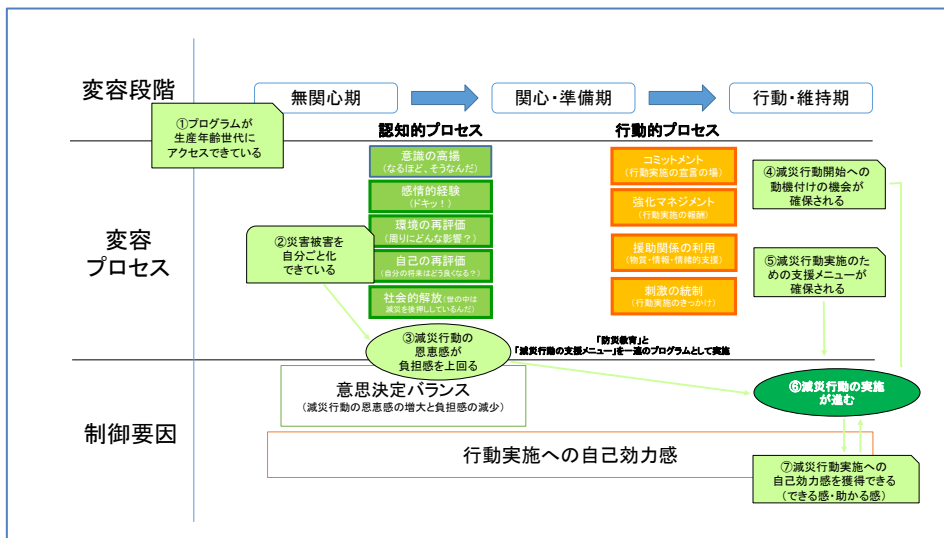 変容段階
無関心期
関心・準備期
行動・維持期
①プログラムが
生産年齢世代に
アクセスできている
認知的プロセス
行動的プロセス
変容
プロセス
意識の高揚
(なるほど、そうなんだ)
感情的経験
(ドキッ!)
環境の再評価
(周りにどんな影響?)
自己の再評価
(自分の将来はどう良くなる?)
社会的解放(世の中は
減災を後押ししているんだ)
コミットメント
(行動実施の宣言の場)
強化マネジメント
(行動実施の報酬)
援助関係の利用
(物質・情報・情緒的支援)
刺激の統制
(行動実施のきっかけ)
②災害被害を
自分ごと化
できている
④減災行動開始への
動機付けの機会が
確保される
⑤減災行動実施のた
めの支援メニューが
確保される
③減災行動の
恩恵感が
負担感を上回る
「防災教育」と
「減災行動の支援メニュー」を一連のプログラムとして実施
制御要因
意思決定バランス
(減災行動の恩恵感の増大と負担感の減少)
⑥減災行動の実施
が進む
行動実施への自己効力感
⑦減災行動実施への
自己効力感を獲得できる
(できる感・助かる感)